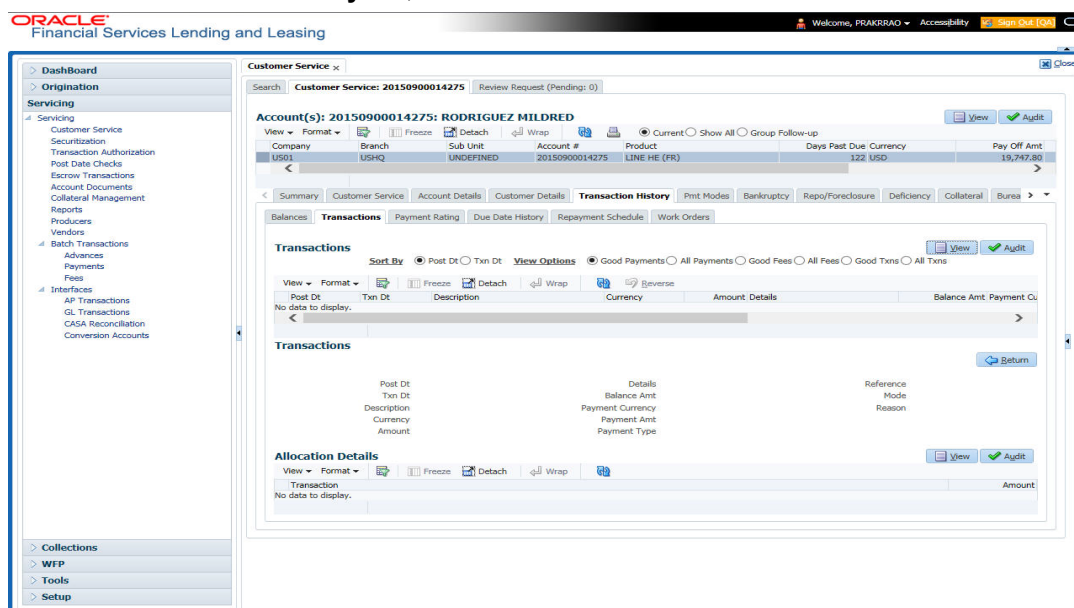 ORACLE
Financial Services Lending and Leasing
Welcome, PRAKRRAO Accessibility Sign Out [QA]
Close
DashBoard
Origination
Servicing
Servicing
Customer Service
Securitization
Transaction Authorization
Post Date Checks
Escrow Transactions
Account Documents
Collateral Management
Reports
Producers
Vendors
Batch Transactions
Advances
Payments
Fees
Interfaces
AP Transactions
GL Transactions
CASA Reconciliation
Conversion Accounts
Collections
WFP
Tools
Setup
Customer Service
Search Customer Service: 20150900014275 Review Request (Pending: 0)
Account(s): 20150900014275: RODRIGUEZ MILDRED View Audit
View Format Freeze Detach Wrap Current Show All Group Follow-up
Company Branch Sub Unit Account # Product Days Past Due Currency Pay Off Amt
US01 USHQ UNDEFINED 20150900014275 LINE HE (FR) 122 USD 19,747.80
Summary Customer Service Account Details Customer Details Transaction History Pmt Modes Bankruptcy Repo/Foreclosure Deficiency Collateral Burea
Balances Transactions Payment Rating Due Date History Repayment Schedule Work Orders
Transactions View Audit
Sort By Post Dt Txn Dt View Options Good Payments All Payments Good Fees All Fees Good Txns All Txns
View Format Freeze Detach Wrap Reverse
Post Dt Txn Dt Description Currency Amount Details Balance Amt Payment Cu
No data to display.
Transactions
Return
Post Dt Details Reference
Txn Dt Balance Amt Mode
Description Payment Currency Reason
Currency Payment Amt
Amount Payment Type
Allocation Details View Audit
View Format Freeze Detach Wrap
Transaction Amount
No data to display.